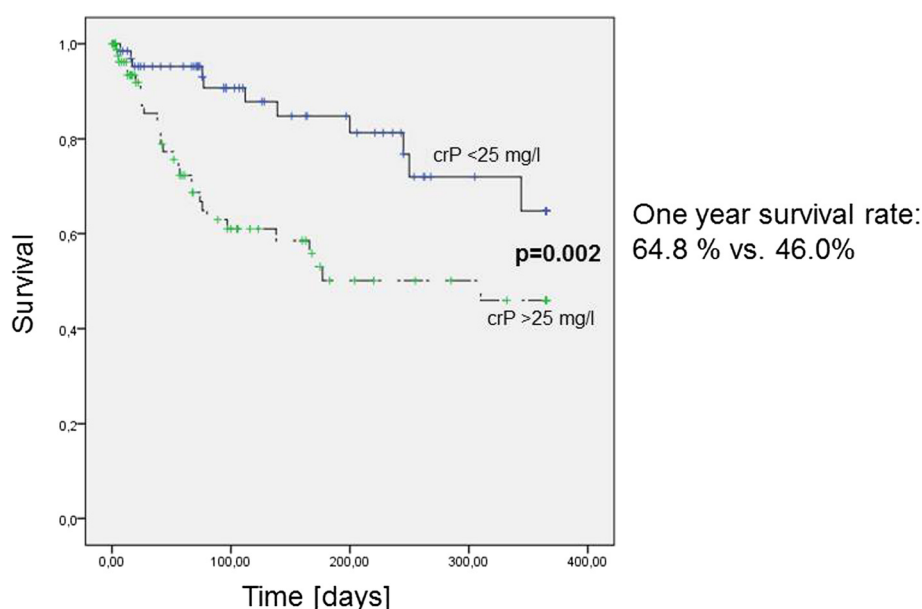 1,0
0,8
0,6
0,4
0,2
0,0
Survival
crP <25 mg/l
p=0.002
crP >25 mg/l
One year survival rate:
64.8 % vs. 46.0%
0,00 100,00 200,00 300,00 400,00
Time [days]